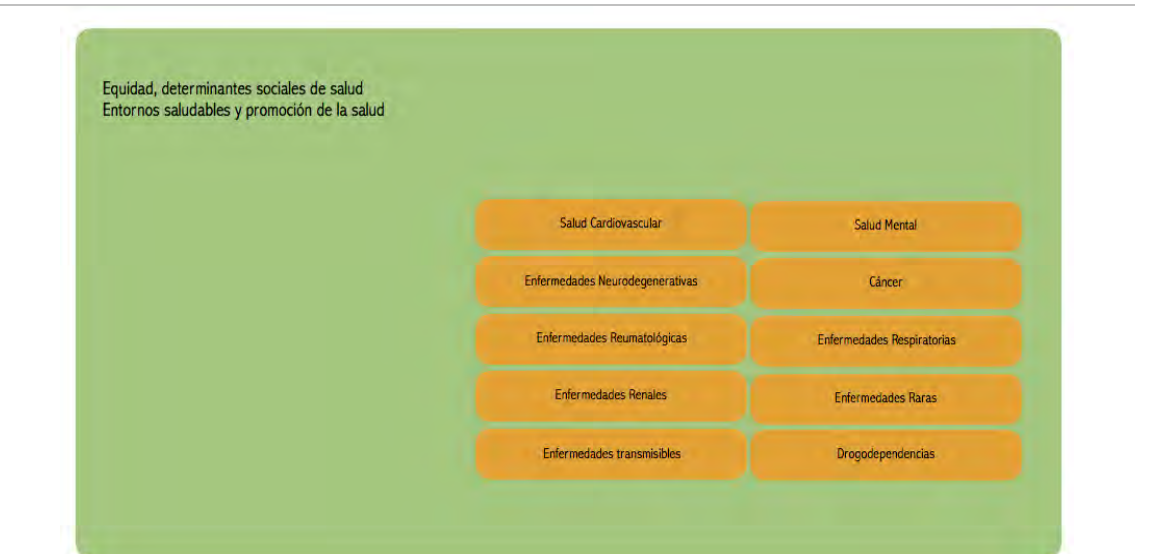 Equidad, determinantes sociales de salud
Entornos saludables y promoción de la salud
Salud Cardiovascular
Salud Mental
Enfermedades Neurodegenerativas
Cáncer
Enfermedades Reumatológicas
Enfermedades Respiratorias
Enfermedades Renales
Enfermedades Raras
Enfermedades transmisibles
Drogodependencias